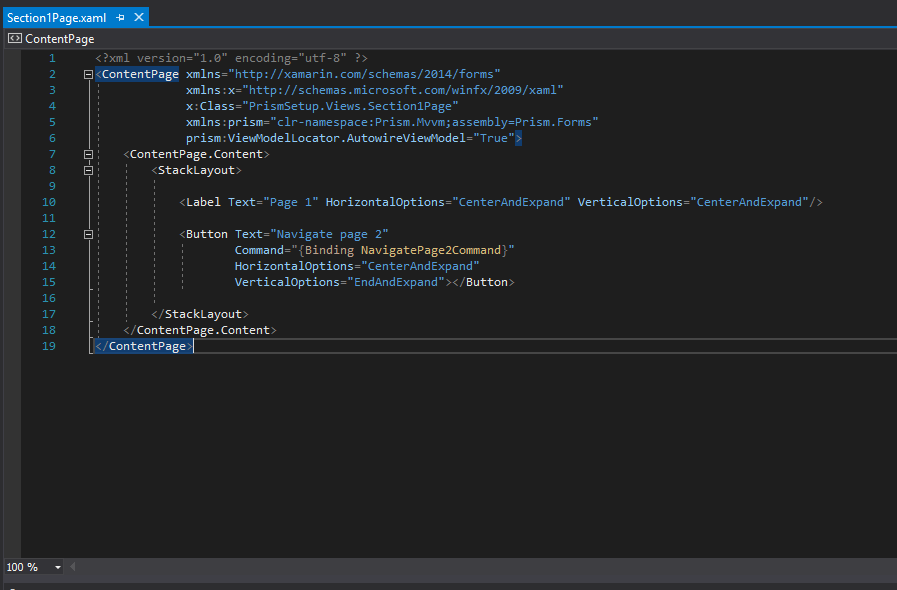 Section1Page.xaml
ContentPage
1 <?xml version="1.0" encoding="utf-8" ?>
2 <ContentPage xmlns="http://xamarin.com/schemas/2014/forms"
3 xmlns:x="http://schemas.microsoft.com/winfx/2009/xaml"
4 x:Class="PrismSetup.Views.Section1Page"
5 xmlns:prism="clr-namespace:Prism.Mvvm;assembly=Prism.Forms"
6 prism:ViewModelLocator.AutowireViewModel="True">
7 <ContentPage.Content>
8 <StackLayout>
9
10 <Label Text="Page 1" HorizontalOptions="CenterAndExpand" VerticalOptions="CenterAndExpand"/>
11
12 <Button Text="Navigate page 2"
13 Command="{Binding NavigatePage2Command}"
14 HorizontalOptions="CenterAndExpand"
15 VerticalOptions="EndAndExpand"></Button>
16
17 </StackLayout>
18 </ContentPage.Content>
19 </ContentPage>
100 %